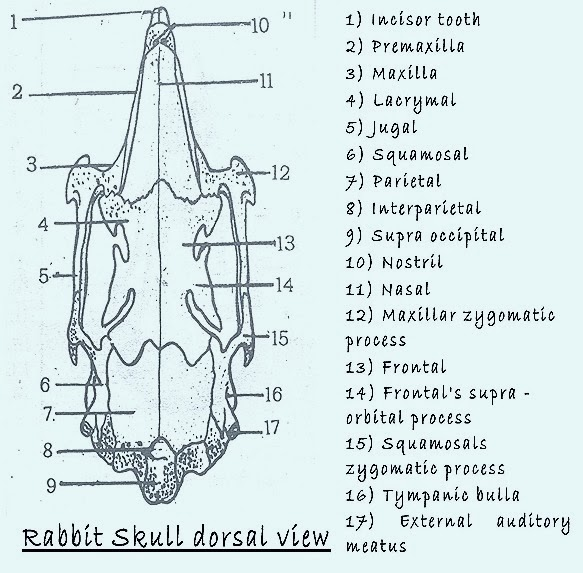 1
10 "
11
2
3
12
4
13
5
14
15
6
16
7
17
8
9
Rabbit Skull dorsal view
1) Incisor tooth
2) Premaxilla
3) Maxilla
4) Lacrymal
5) Jugal
6) Squamosal
7) Parietal
8) Interparietal
9) Supra occipital
10) Nostril
11) Nasal
12) Maxillar zygomatic
process
13) Frontal
14) Frontal's supra -
orbital process
15) Squamosals
zygomatic process
16) Tympanic bulla
17) External auditory
meatus